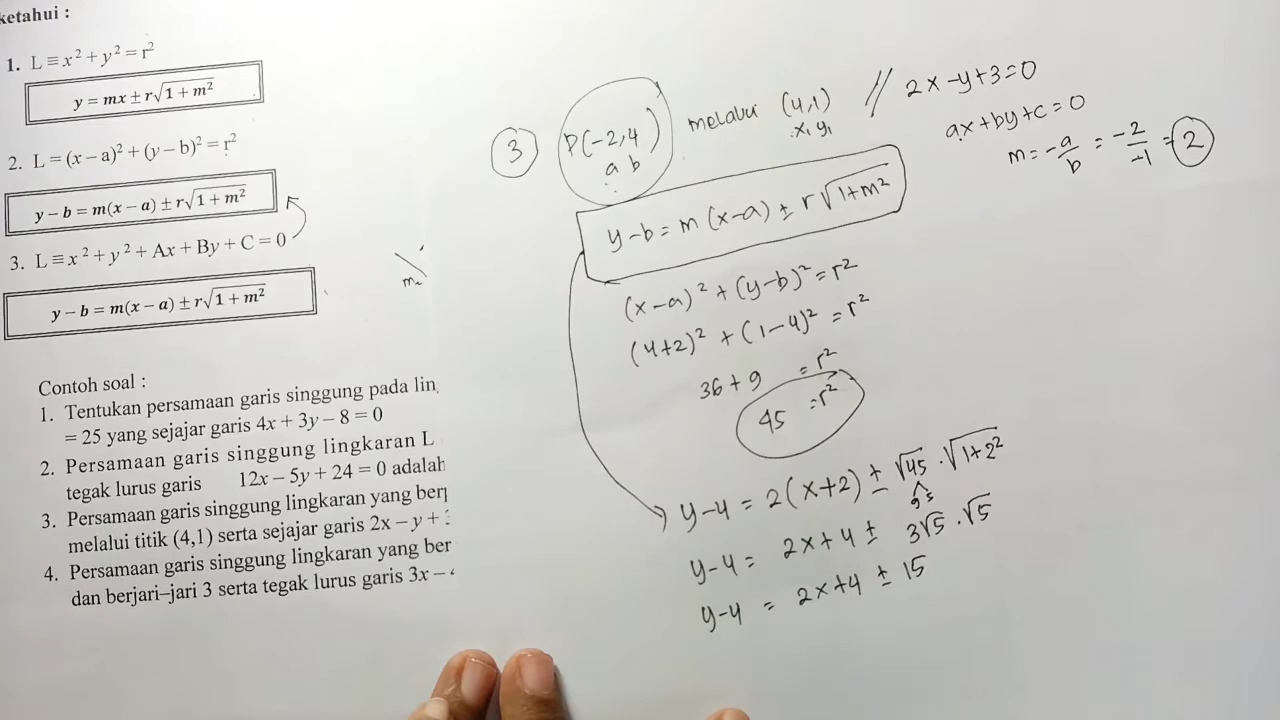 ketahui :
1. L ≡ x² + y² = r²
y = mx ± r√1 + m²
2. L = (x – a)² + (y – b)² = r²
y – b = m(x – a) ± r√1 + m²
3. L ≡ x² + y² + Ax + By + C = 0
y – b = m(x – a) ± r√1 + m²
Contoh soal :
1. Tentukan persamaan garis singgung pada lin
= 25 yang sejajar garis 4x + 3y – 8 = 0
2. Persamaan garis singgung lingkaran L
tegak lurus garis 12x – 5y + 24 = 0 adalah
3. Persamaan garis singgung lingkaran yang ber
melalui titik (4,1) serta sejajar garis 2x – y +
4. Persamaan garis singgung lingkaran yang ber
dan berjari–jari 3 serta tegak lurus garis 3x –
m
3 P(-2,4) melalui (4,1) // 2x -y+3=0
a b x₁ y₁
ax+by+c=0
m = -a/b = -2/-1 = 2
y-b = m (x-a) ± r√1+m²
(x-a)² + (y-b)² = r²
(4+2)² + (1-4)² = r²
36 + 9 = r²
45 = r²
y-4 = 2(x+2) ± √45 . √1+2²
9 5
y-4 = 2x+4 ± 3√5 . √5
y-4 = 2x+4 ± 15